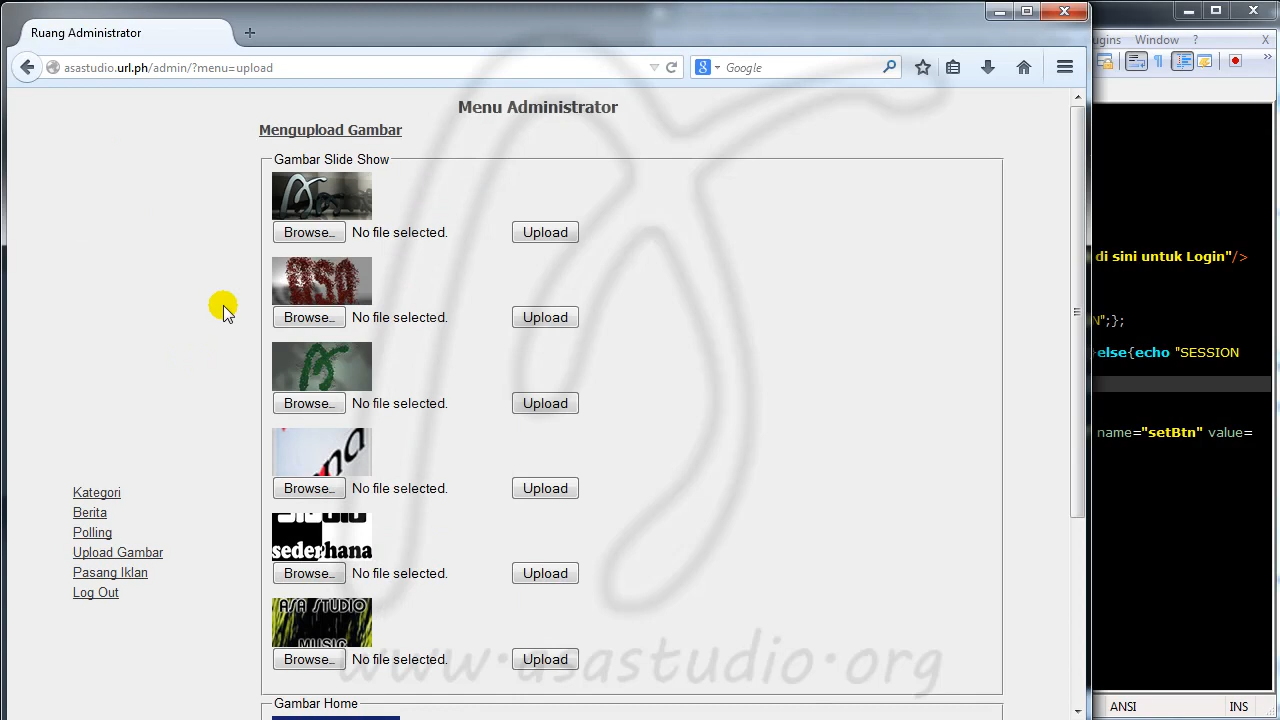 Ruang Administrator
asastudio.url.ph/admin/?menu=upload
Google
ugins Window ? X
Menu Administrator
Mengupload Gambar
Gambar Slide Show
Browse... No file selected. Upload
Browse... No file selected. Upload
Browse... No file selected. Upload
Browse... No file selected. Upload
sederhana
Browse... No file selected. Upload
ASA STUDIO
MUSIC
Browse... No file selected. Upload
Gambar Home
Kategori
Berita
Polling
Upload Gambar
Pasang Iklan
Log Out
di sini untuk Login"/>
N";};
}else{echo "SESSION
name="setBtn" value=
ANSI INS
www.asastudio.org